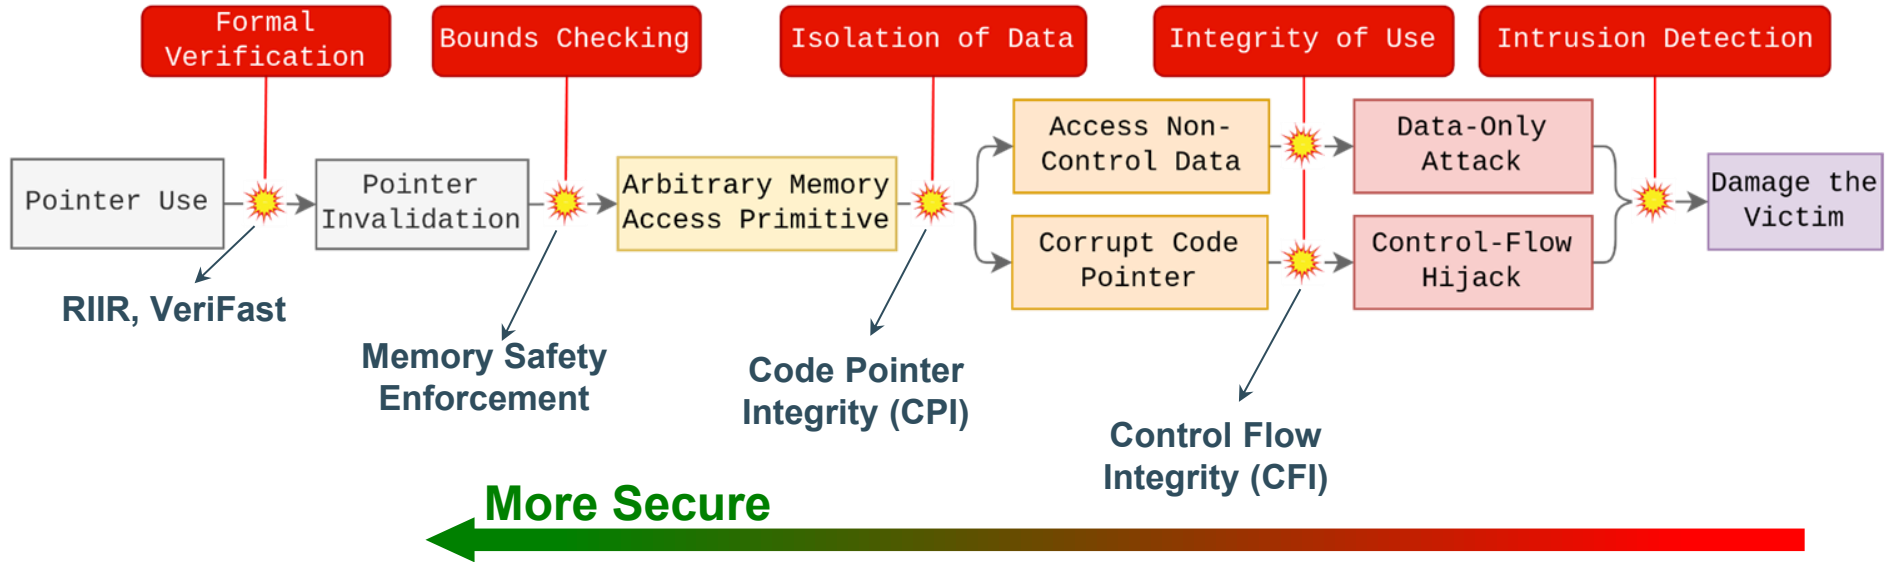 Formal
Verification
Bounds Checking
Isolation of Data
Integrity of Use
Intrusion Detection
Pointer Use
Pointer
Invalidation
Arbitrary Memory
Access Primitive
Access Non-
Control Data
Corrupt Code
Pointer
Data-Only
Attack
Control-Flow
Hijack
Damage the
Victim
RIIR, VeriFast
Memory Safety
Enforcement
Code Pointer
Integrity (CPI)
Control Flow
Integrity (CFI)
More Secure